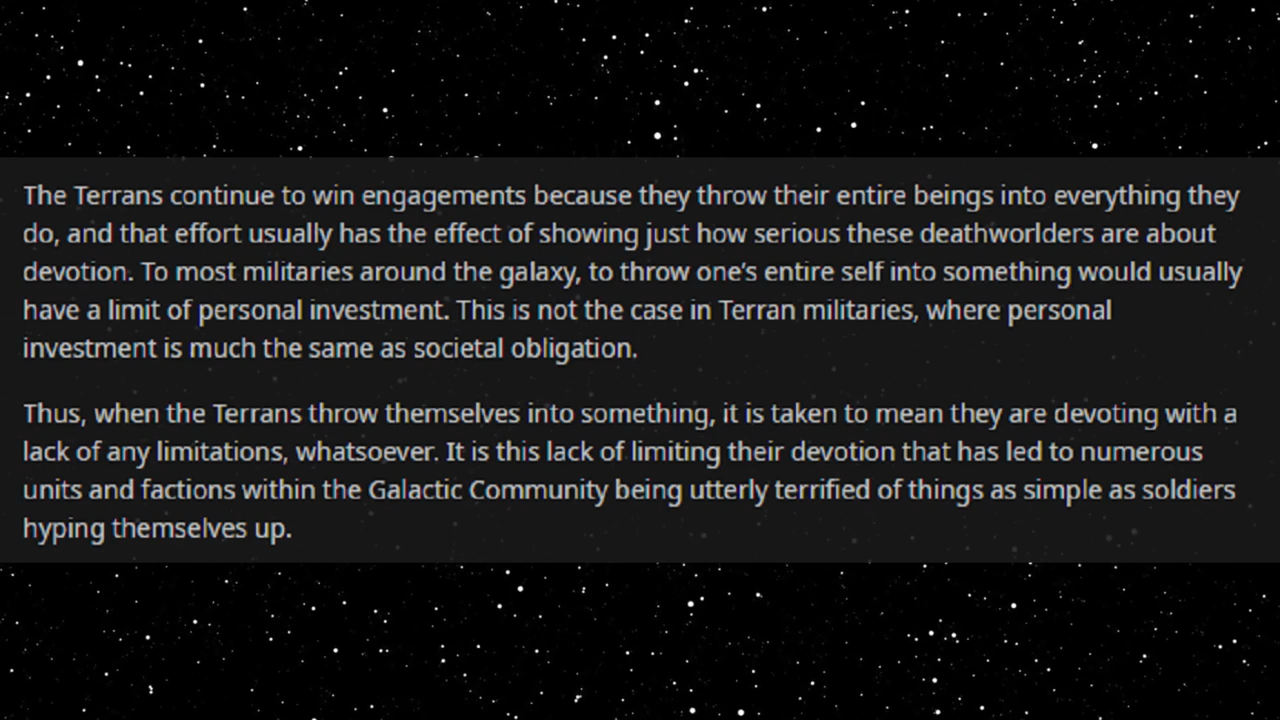 The Terrans continue to win engagements because they throw their entire beings into everything they
do, and that effort usually has the effect of showing just how serious these deathworlders are about
devotion. To most militaries around the galaxy, to throw one's entire self into something would usually
have a limit of personal investment. This is not the case in Terran militaries, where personal
investment is much the same as societal obligation.
Thus, when the Terrans throw themselves into something, it is taken to mean they are devoting with a
lack of any limitations, whatsoever. It is this lack of limiting their devotion that has led to numerous
units and factions within the Galactic Community being utterly terrified of things as simple as soldiers
hyping themselves up.